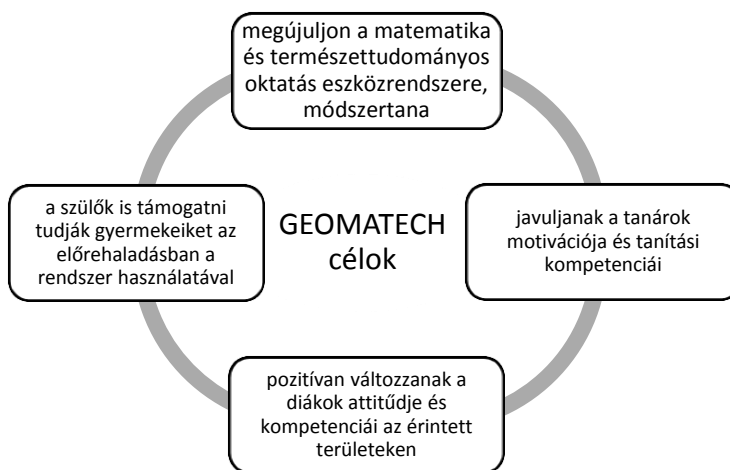 megújuljon a matematika
és természettudományos
oktatás eszközrendszere,
módszertana
a szülők is támogatni
tudják gyermekeiket az
előrehaladásban a
rendszer használatával
GEOMATECH
célok
javuljanak a tanárok
motivációja és tanítási
kompetenciái
pozitívan változzanak a
diákok attitűdje és
kompetenciái az érintett
területeken